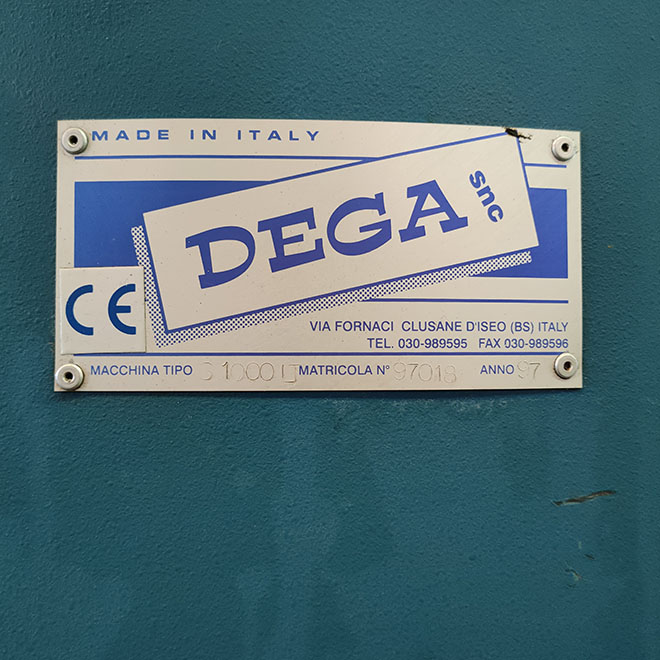 MADE IN ITALY
DEGA snc
CE
VIA FORNACI CLUSANE D'ISEO (BS) ITALY
TEL. 030-989595 FAX 030-989596
MACCHINA TIPO 1000 MATRICOLA N° 97018 ANNO 97